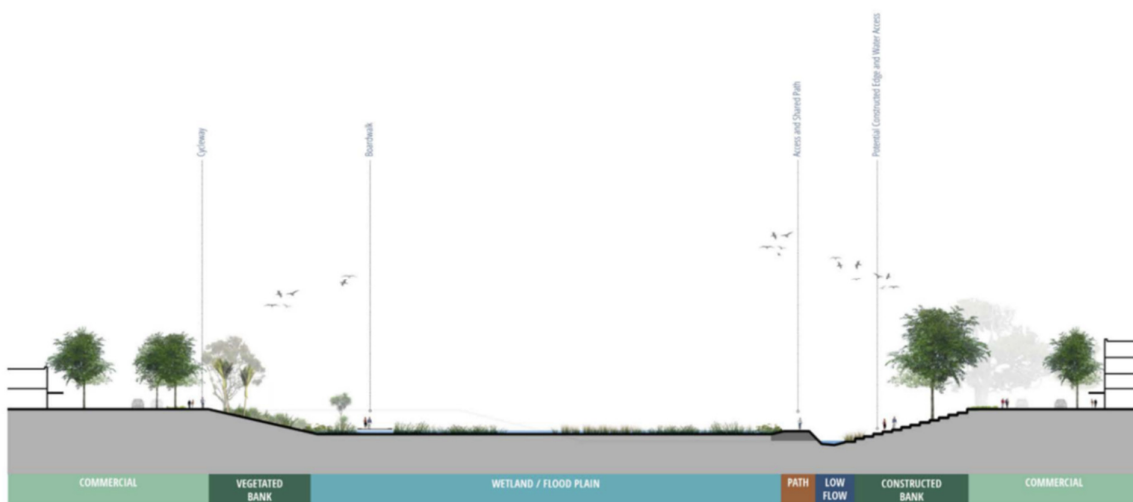 Cycleway
Boardwalk
Access and Shared Path
Potential Constructed Edge and Water Access
COMMERCIAL
VEGETATED
BANK
WETLAND / FLOOD PLAIN
PATH
LOW
FLOW
CONSTRUCTED
BANK
COMMERCIAL